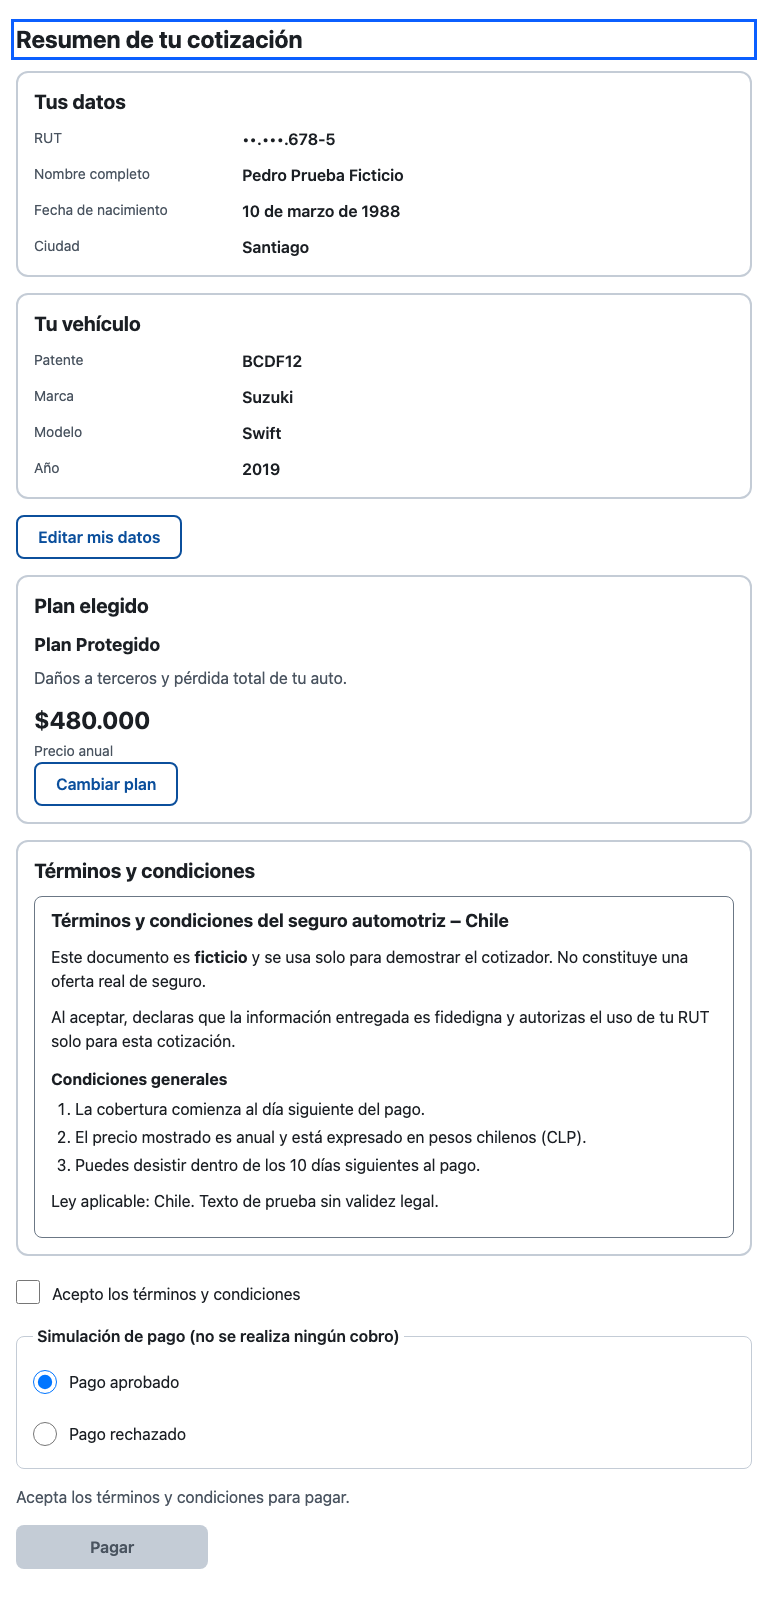 Resumen de tu cotización
Tus datos
RUT
••.•••.678-5
Nombre completo
Pedro Prueba Ficticio
Fecha de nacimiento
10 de marzo de 1988
Ciudad
Santiago
Tu vehículo
Patente
BCDF12
Marca
Suzuki
Modelo
Swift
Año
2019
Editar mis datos
Plan elegido
Plan Protegido
Daños a terceros y pérdida total de tu auto.
$480.000
Precio anual
Cambiar plan
Términos y condiciones
Términos y condiciones del seguro automotriz – Chile
Este documento es ficticio y se usa solo para demostrar el cotizador. No constituye una
oferta real de seguro.
Al aceptar, declaras que la información entregada es fidedigna y autorizas el uso de tu RUT
solo para esta cotización.
Condiciones generales
1. La cobertura comienza al día siguiente del pago.
2. El precio mostrado es anual y está expresado en pesos chilenos (CLP).
3. Puedes desistir dentro de los 10 días siguientes al pago.
Ley aplicable: Chile. Texto de prueba sin validez legal.
Acepto los términos y condiciones
Simulación de pago (no se realiza ningún cobro)
Pago aprobado
Pago rechazado
Acepta los términos y condiciones para pagar.
Pagar